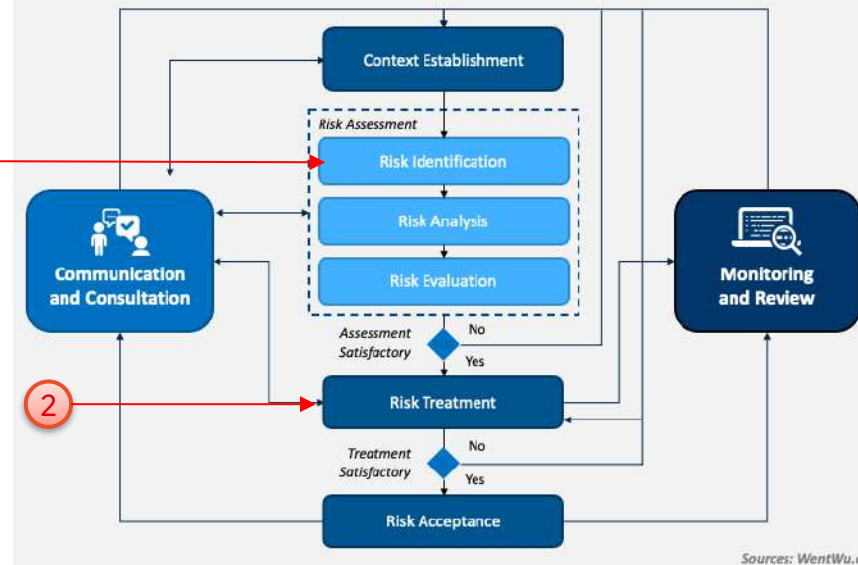 Context Establishment
Risk Assessment
Risk Identification
Risk Analysis
Risk Evaluation
Communication
and Consultation
Monitoring
and Review
Assessment
Satisfactory
No
Yes
2
Risk Treatment
Treatment
Satisfactory
No
Yes
Risk Acceptance
Sources: WentWu.